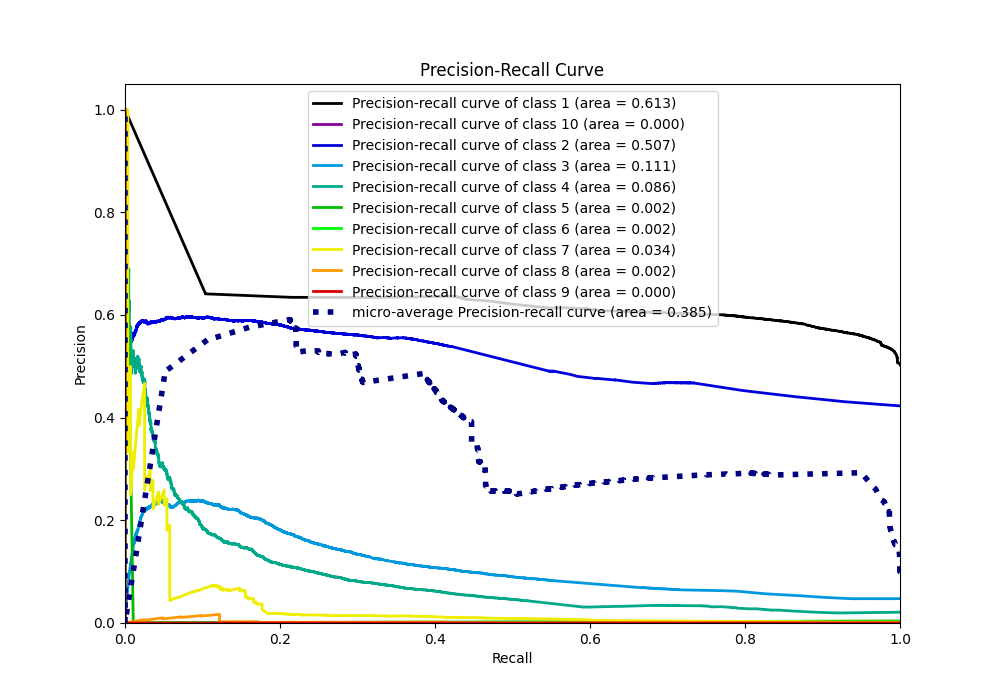 Precision-Recall Curve
Precision-recall curve of class 1 (area = 0.613)
Precision-recall curve of class 10 (area = 0.000)
Precision-recall curve of class 2 (area = 0.507)
Precision-recall curve of class 3 (area = 0.111)
Precision-recall curve of class 4 (area = 0.086)
Precision-recall curve of class 5 (area = 0.002)
Precision-recall curve of class 6 (area = 0.002)
Precision-recall curve of class 7 (area = 0.034)
Precision-recall curve of class 8 (area = 0.002)
Precision-recall curve of class 9 (area = 0.000)
micro-average Precision-recall curve (area = 0.385)
1.0
0.8
0.6
0.4
0.2
0.0
Precision
0.0 0.2 0.4 0.6 0.8 1.0
Recall